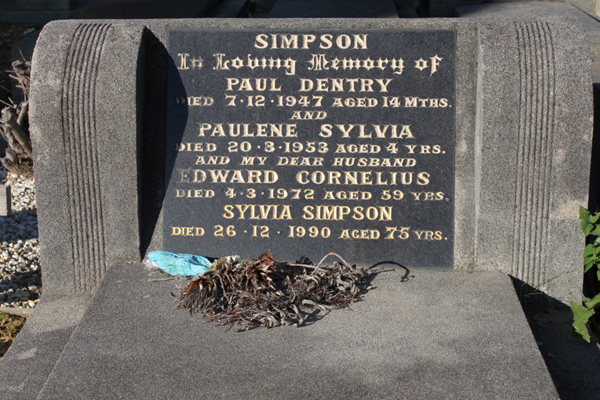 SIMPSON
In Loving Memory of
PAUL DENTRY
DIED 7·12·1947 AGED 14 MTHS.
AND
PAULENE SYLVIA
DIED 20·3·1953 AGED 4 YRS.
AND MY DEAR HUSBAND
EDWARD CORNELIUS
DIED 4·3·1972 AGED 59 YRS.
SYLVIA SIMPSON
DIED 26·12·1990 AGED 75 YRS.